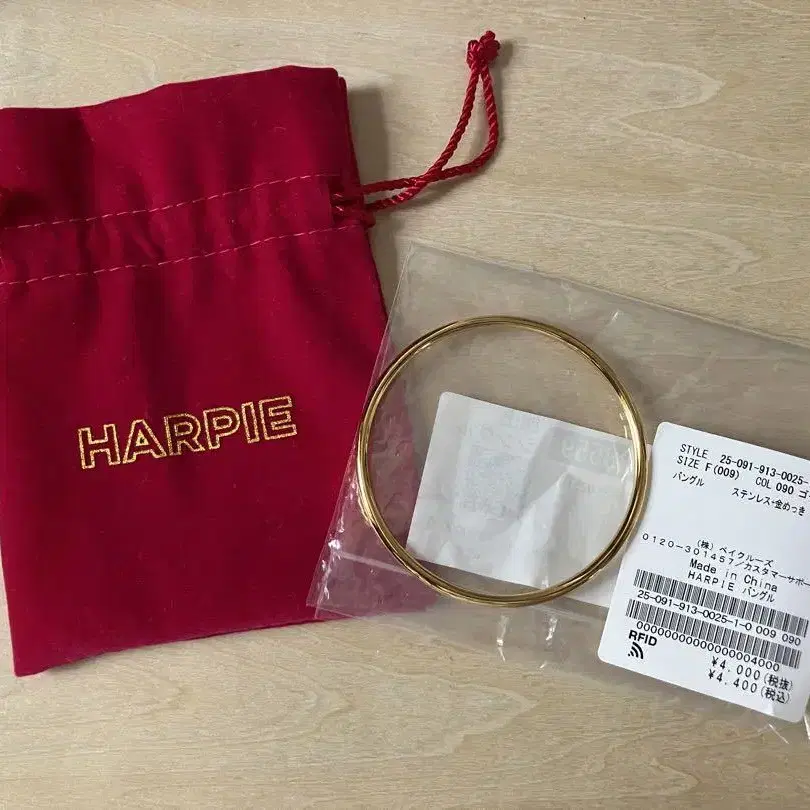 HARPIE
STYLE 25-091-913-0025-
SIZE F(009) COL 090 ゴ
バングル ステンレス+金めっき
(株) ベイクルーズ
0120-301457/カスタマーサポー
Made in China
HARPIE バングル
25-091-913-0025-1-0 009 090
0000000000000004000
RFID
¥4,000(税抜)
¥4,400(税込)